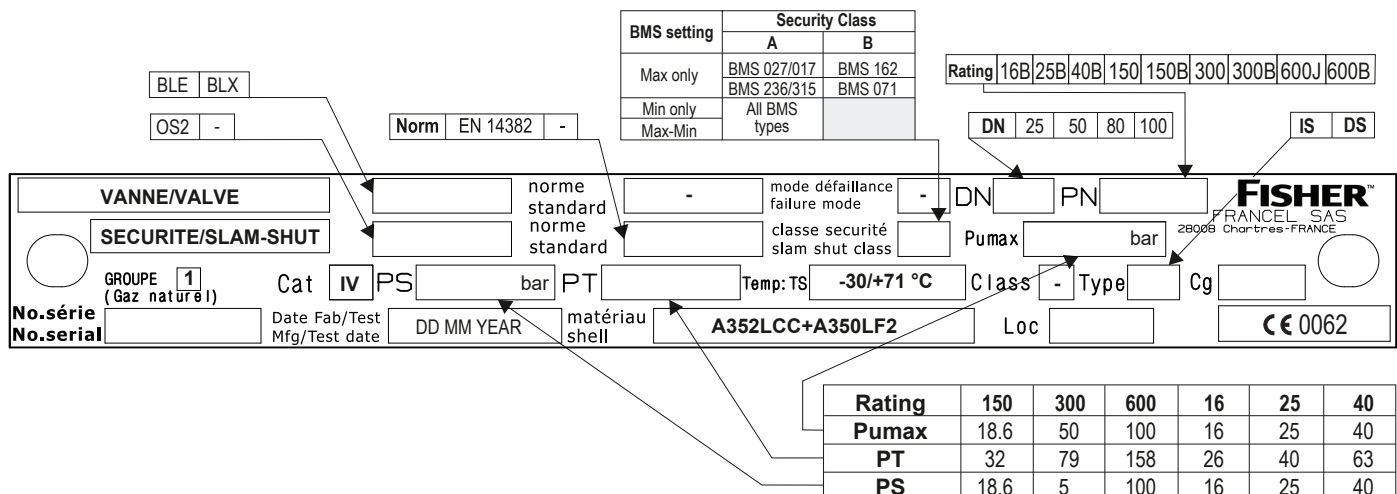 BMS setting Security Class
A B
Max only BMS 027/017 BMS 162
BMS 236/315 BMS 071
Min only All BMS types
Max-Min
BLE BLX
OS2 -
Norm EN 14382 -
Rating 16B 25B 40B 150 150B 300 300B 600J 600B
DN 25 50 80 100
IS DS
VANNE/VALVE
norme
standard
-
mode défaillance
failure mode
-
DN
PN
FISHER™
FRANCEL SAS
28008 Chartres-FRANCE
SECURITE/SLAM-SHUT
norme
standard
classe securité
slam shut class
Pumax bar
GROUPE 1
(Gaz naturel)
Cat IV PS bar PT Temp: TS -30/+71 °C Class - Type Cg
No.série
No.serial
Date Fab/Test
Mfg/Test date
DD MM YEAR
matériau
shell
A352LCC+A350LF2
Loc
CE 0062
Rating 150 300 600 16 25 40
Pumax 18.6 50 100 16 25 40
PT 32 79 158 26 40 63
PS 18.6 5 100 16 25 40